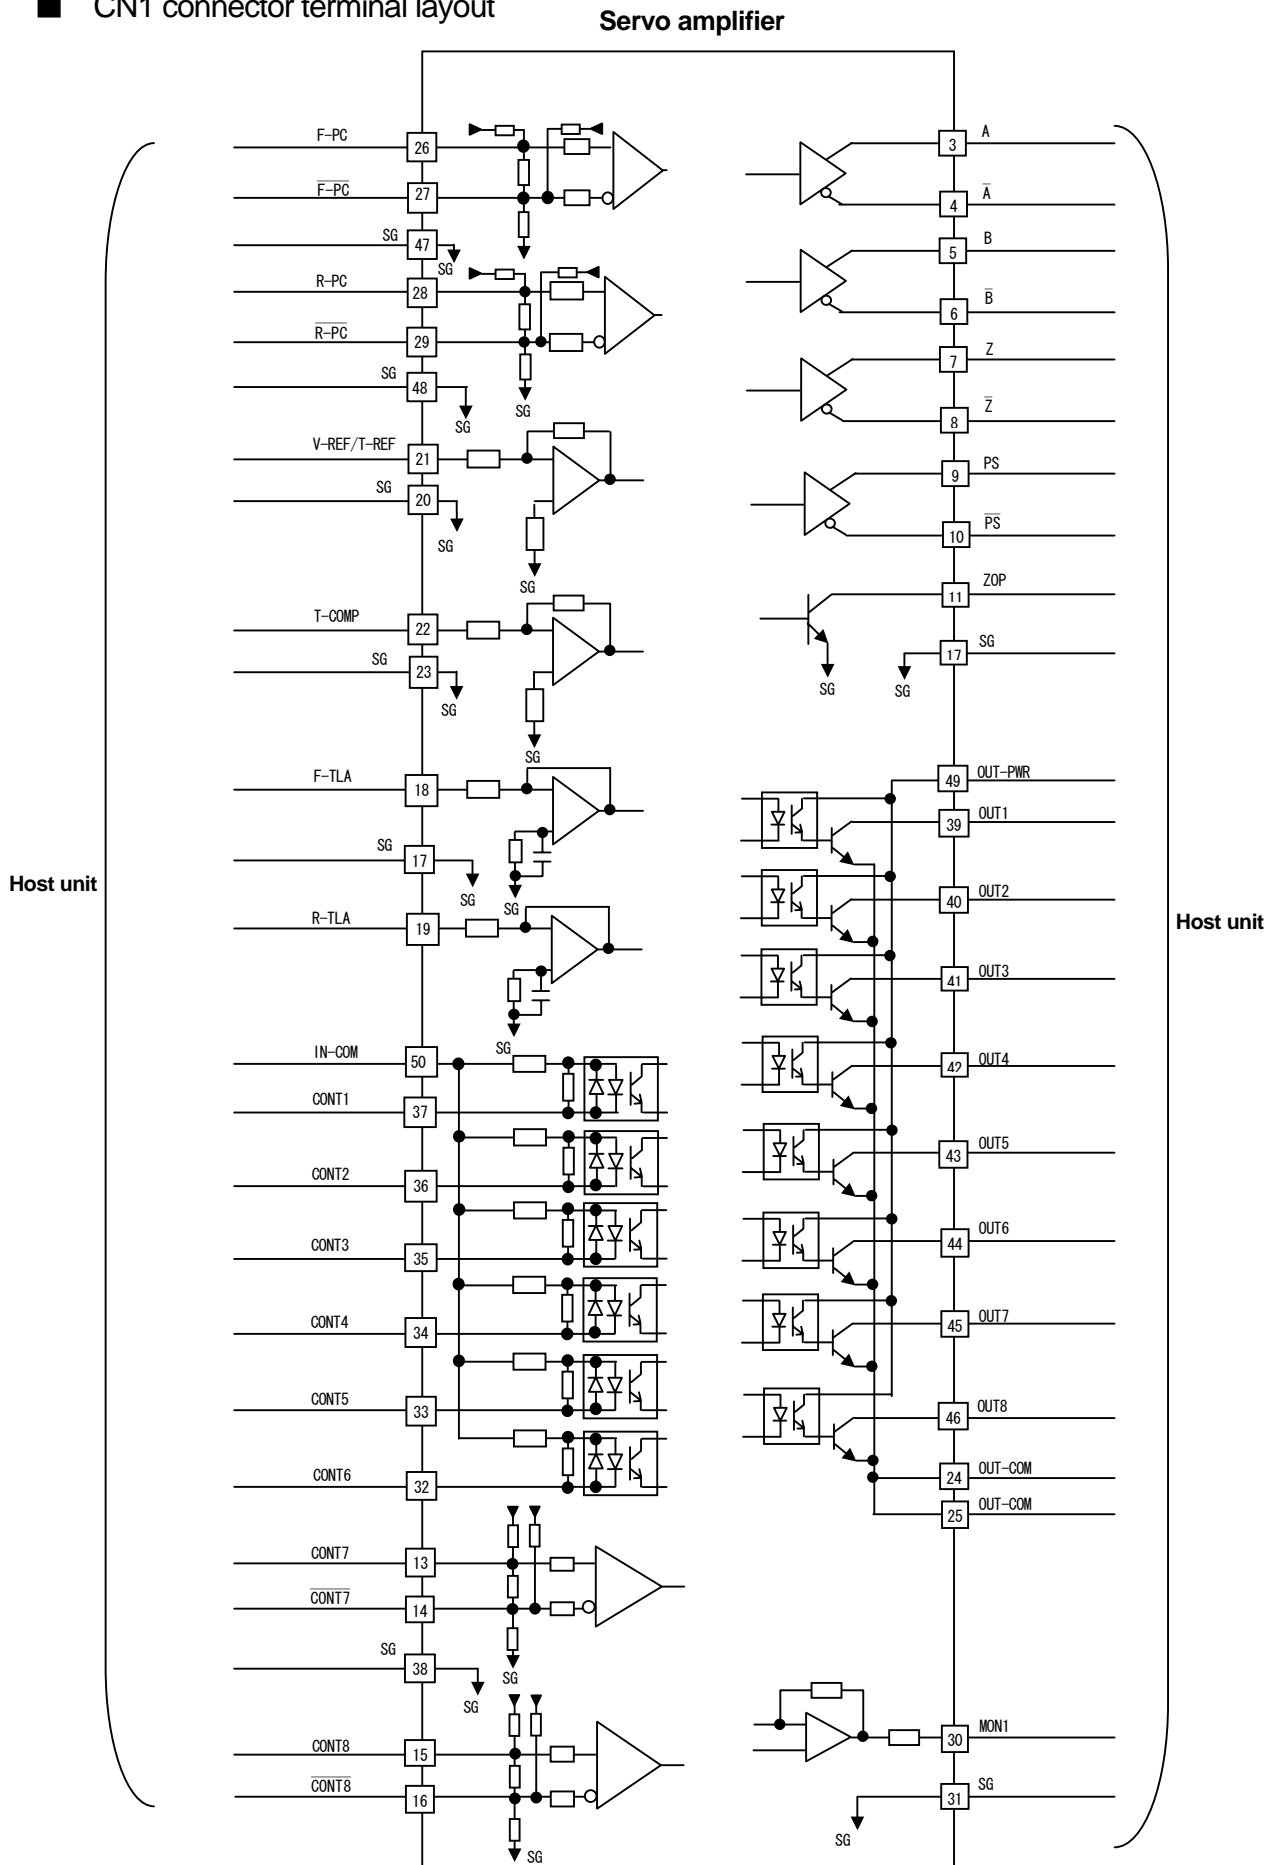 ■ CN1 connector terminal layout
Servo amplifier
Host unit
F-PC 26
F̅-̅P̅C̅ 27
SG 47
SG
R-PC 28
R̅-̅P̅C̅ 29
SG 48
SG
SG
V-REF/T-REF 21
SG 20
SG
SG
T-COMP 22
SG 23
SG
SG
F-TLA 18
SG 17
SG
SG
R-TLA 19
SG
IN-COM 50
CONT1 37
CONT2 36
CONT3 35
CONT4 34
CONT5 33
CONT6 32
CONT7 13
C̅O̅N̅T̅7̅ 14
SG 38
SG
SG
CONT8 15
C̅O̅N̅T̅8̅ 16
SG
3 A
4 A̅
5 B
6 B̅
7 Z
8 Z̅
9 PS
10 P̅S̅
11 ZOP
17 SG
SG
SG
49 OUT-PWR
39 OUT1
40 OUT2
41 OUT3
42 OUT4
43 OUT5
44 OUT6
45 OUT7
46 OUT8
24 OUT-COM
25 OUT-COM
30 MON1
31 SG
SG
Host unit